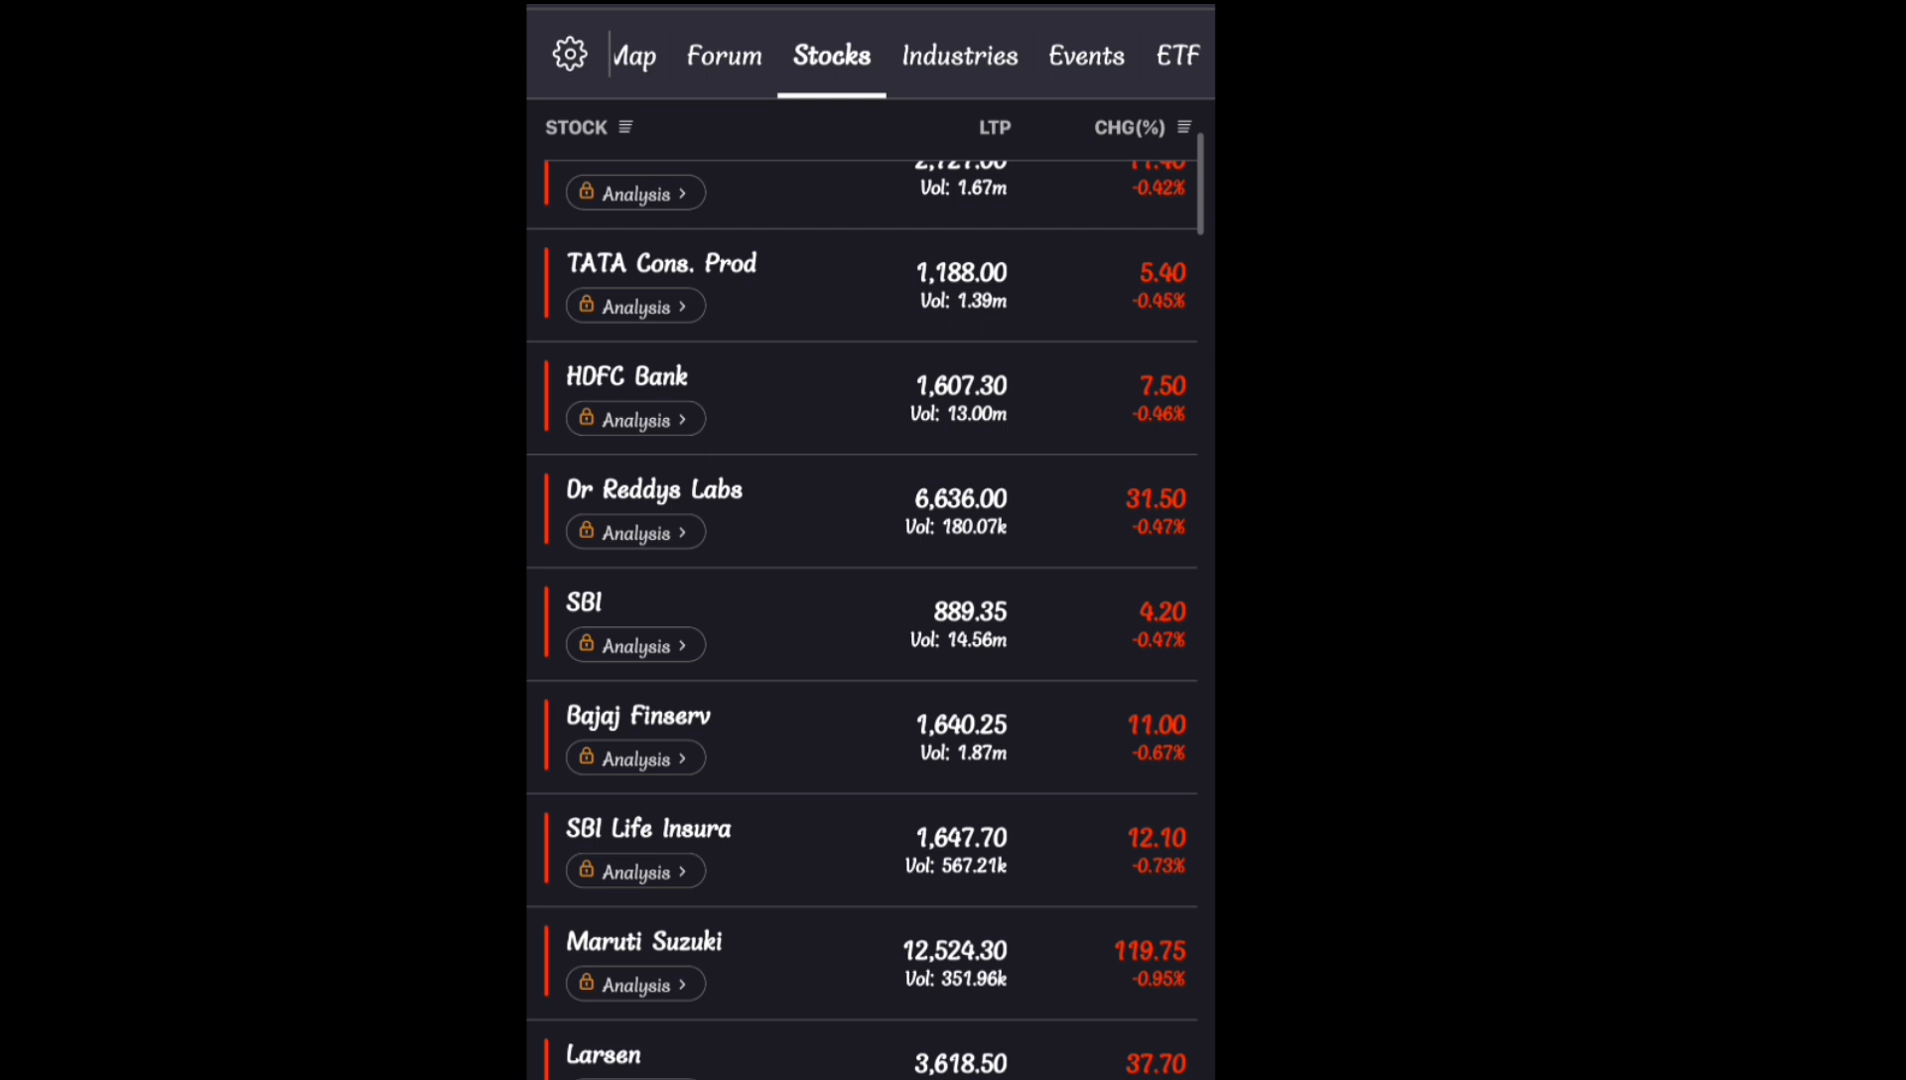 Forum Stocks Industries Events ETF
STOCK LTP CHG(%)
2,727.00 11.40
Analysis > Vol: 1.67m -0.42%
TATA Cons. Prod 1,188.00 5.40
Analysis > Vol: 1.39m -0.45%
HDFC Bank 1,607.30 7.50
Analysis > Vol: 13.00m -0.46%
Dr Reddys Labs 6,636.00 31.50
Analysis > Vol: 180.07k -0.47%
SBI 889.35 4.20
Analysis > Vol: 14.56m -0.47%
Bajaj Finserv 1,640.25 11.00
Analysis > Vol: 1.87m -0.67%
SBI Life Insura 1,647.70 12.10
Analysis > Vol: 567.21k -0.73%
Maruti Suzuki 12,524.30 119.75
Analysis > Vol: 351.96k -0.95%
Larsen 3,618.50 37.70